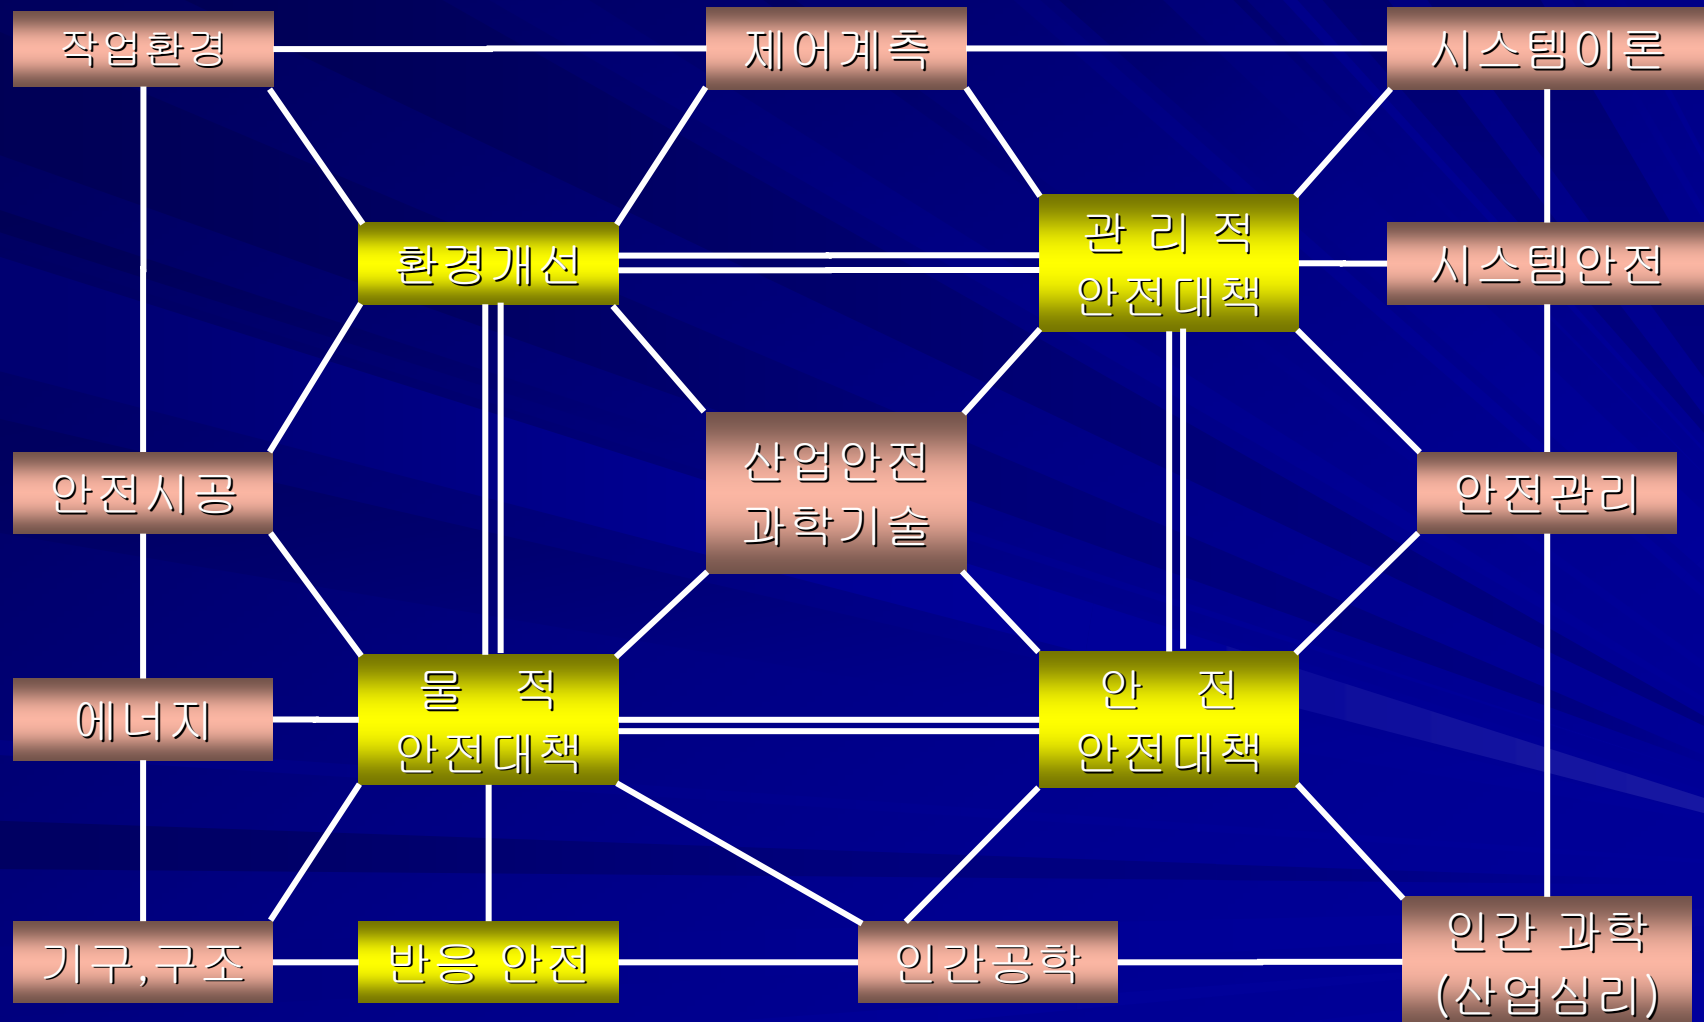 작업환경
제어계측
시스템이론
환경개선
관 리 적
안전대책
시스템안전
산업안전
과학기술
안전시공
안전관리
에너지
물 적
안전대책
안 전
안전대책
기구,구조
반응 안전
인간공학
인간 과학
(산업심리)